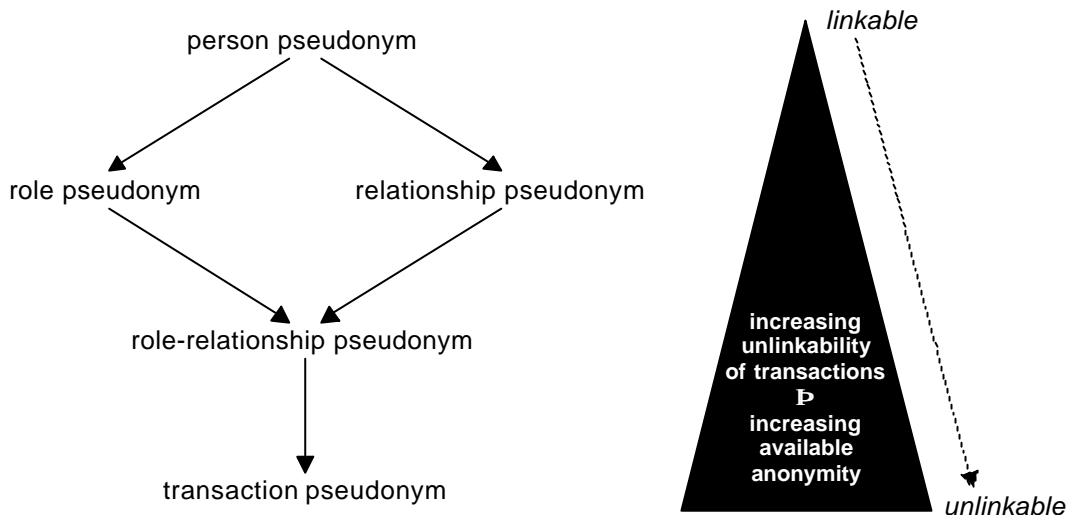 person pseudonym
role pseudonym
relationship pseudonym
role-relationship pseudonym
transaction pseudonym
linkable
increasing
unlinkability
of transactions
Þ
increasing
available
anonymity
unlinkable